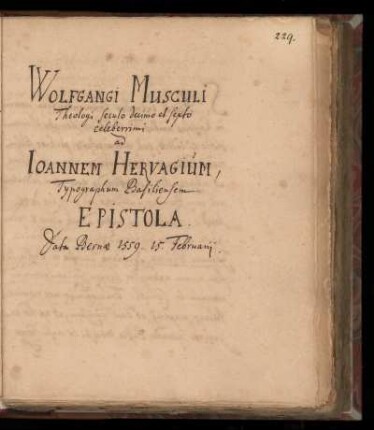 229.
WOLFGANGI MUSCULI
Theologi seculo decimo et sexto
celeberrimi
ad
IOANNEM HERVAGIUM,
Typographum Basiliensem
EPISTOLA.
Data Bernæ 1559. 15 Februarij.